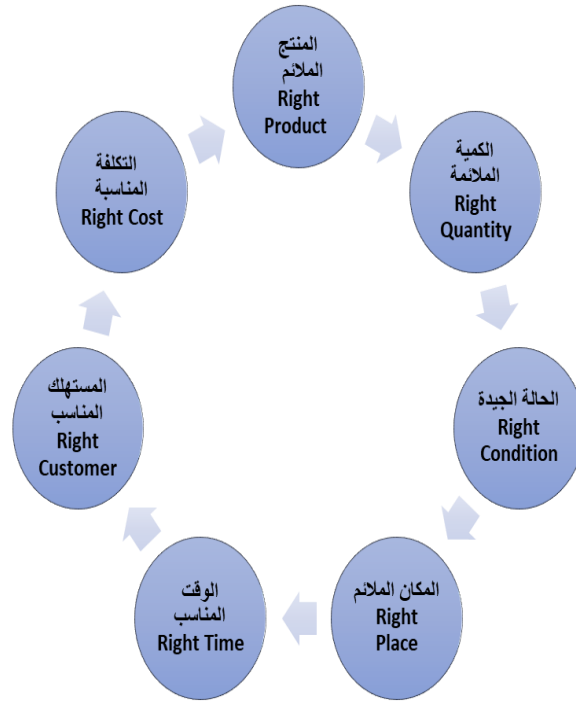 المنتج
الملائم
Right
Product
الكمية
الملائمة
Right
Quantity
الحالة الجيدة
Right
Condition
المكان الملائم
Right
Place
الوقت
المناسب
Right Time
المستهلك
المناسب
Right
Customer
التكلفة
المناسبة
Right Cost